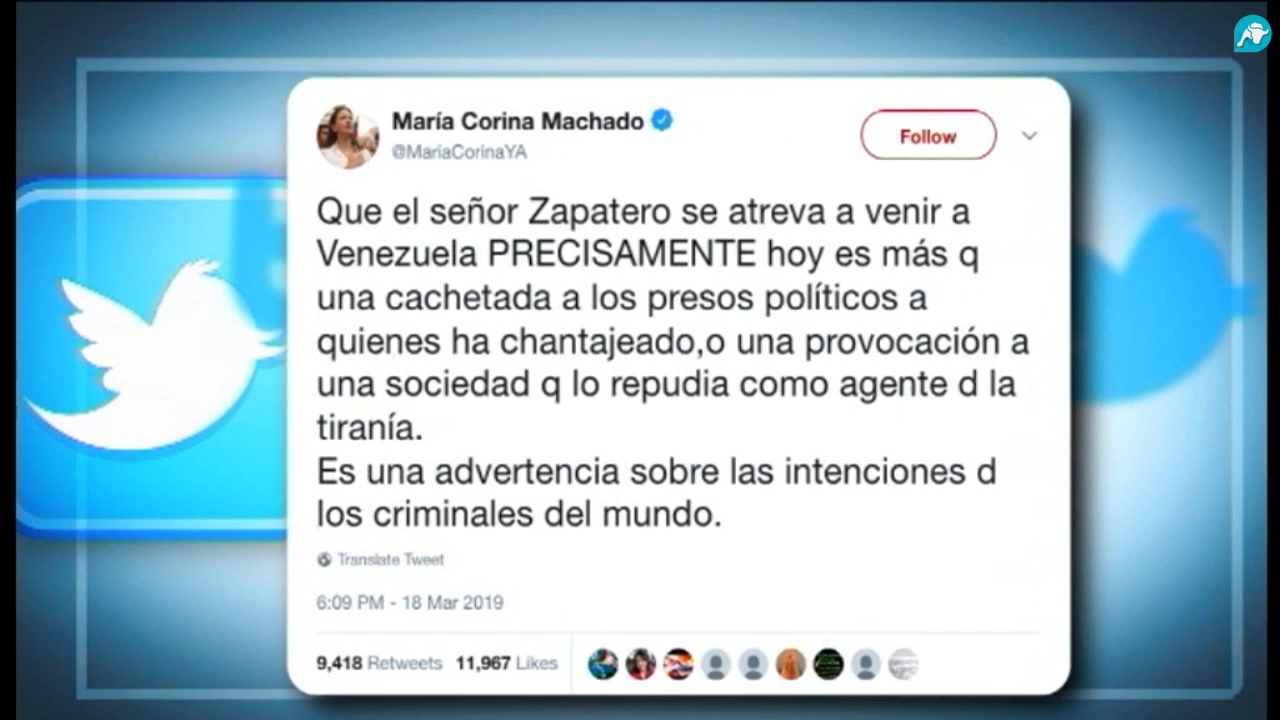 María Corina Machado
@MariaCorinaYA
Follow
Que el señor Zapatero se atreva a venir a
Venezuela PRECISAMENTE hoy es más q
una cachetada a los presos políticos a
quienes ha chantajeado,o una provocación a
una sociedad q lo repudia como agente d la
tiranía.
Es una advertencia sobre las intenciones d
los criminales del mundo.
Translate Tweet
6:09 PM - 18 Mar 2019
9,418 Retweets 11,967 Likes